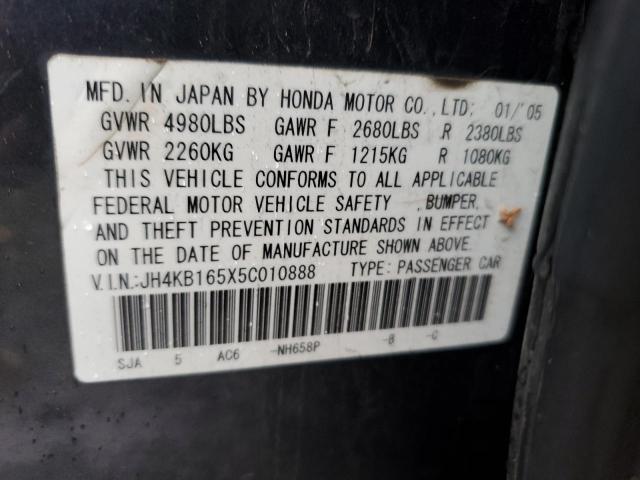 MFD. IN JAPAN BY HONDA MOTOR CO.,LTD; 01/'05
GVWR 4980LBS GAWR F 2680LBS R 2380LBS
GVWR 2260KG GAWR F 1215KG R 1080KG
THIS VEHICLE CONFORMS TO ALL APPLICABLE
FEDERAL MOTOR VEHICLE SAFETY ,BUMPER,
AND THEFT PREVENTION STANDARDS IN EFFECT
ON THE DATE OF MANUFACTURE SHOWN ABOVE.
V.I.N.:JH4KB165X5C010888 TYPE: PASSENGER CAR
SJA 5 AC6 -NH658P -B -C